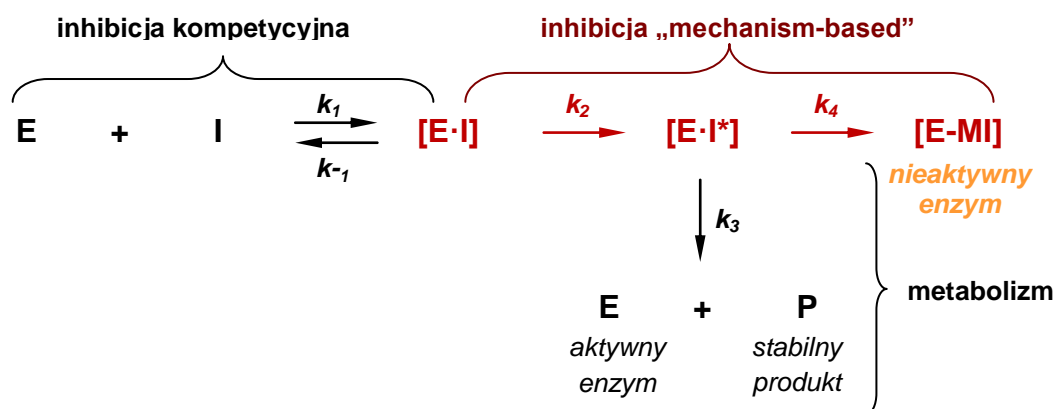 inhibicja kompetycyjna
inhibicja „mechanism-based”
k1
k2
k4
E + I [E·I] [E·I*] [E-MI]
k-1
nieaktywny
enzym
k3
metabolizm
E + P
aktywny
enzym
stabilny
produkt